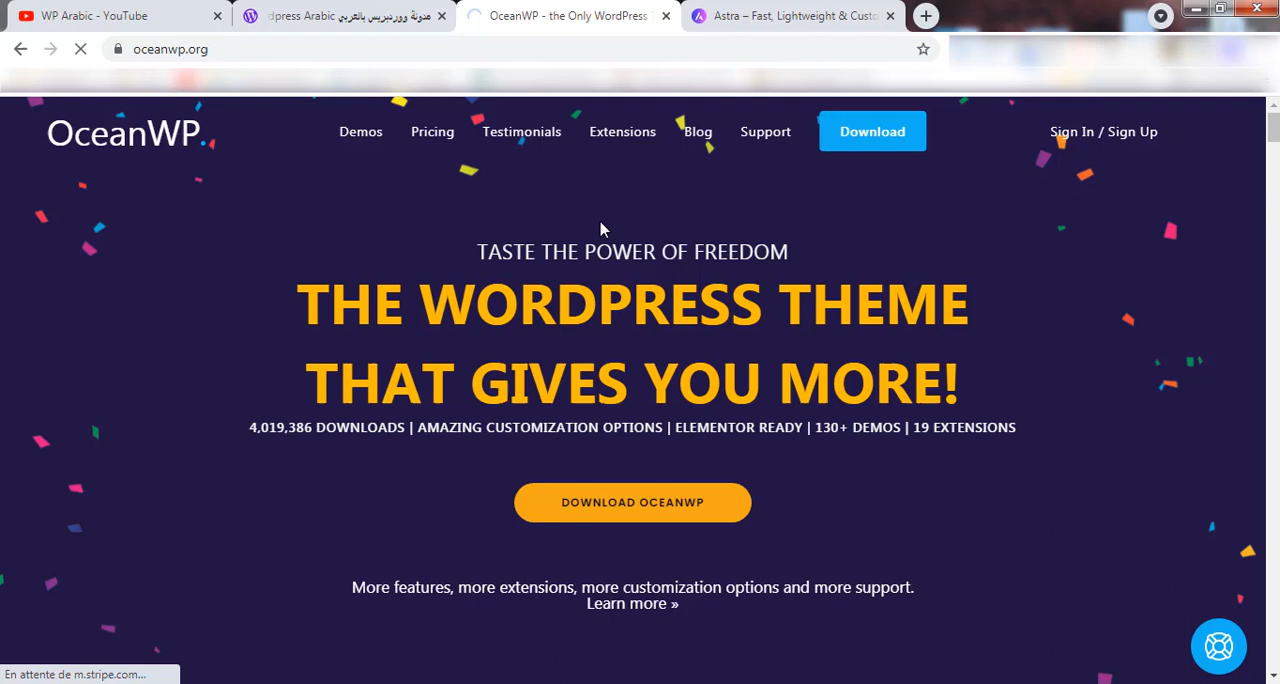 WP Arabic - YouTube
dpress Arabic مدونة ووردبريس بالعربي
OceanWP - the Only WordPress
Astra – Fast, Lightweight & Custo
oceanwp.org
OceanWP.
Demos
Pricing
Testimonials
Extensions
Blog
Support
Download
Sign In / Sign Up
TASTE THE POWER OF FREEDOM
THE WORDPRESS THEME
THAT GIVES YOU MORE!
4,019,386 DOWNLOADS | AMAZING CUSTOMIZATION OPTIONS | ELEMENTOR READY | 130+ DEMOS | 19 EXTENSIONS
DOWNLOAD OCEANWP
More features, more extensions, more customization options and more support.
Learn more »
En attente de m.stripe.com...